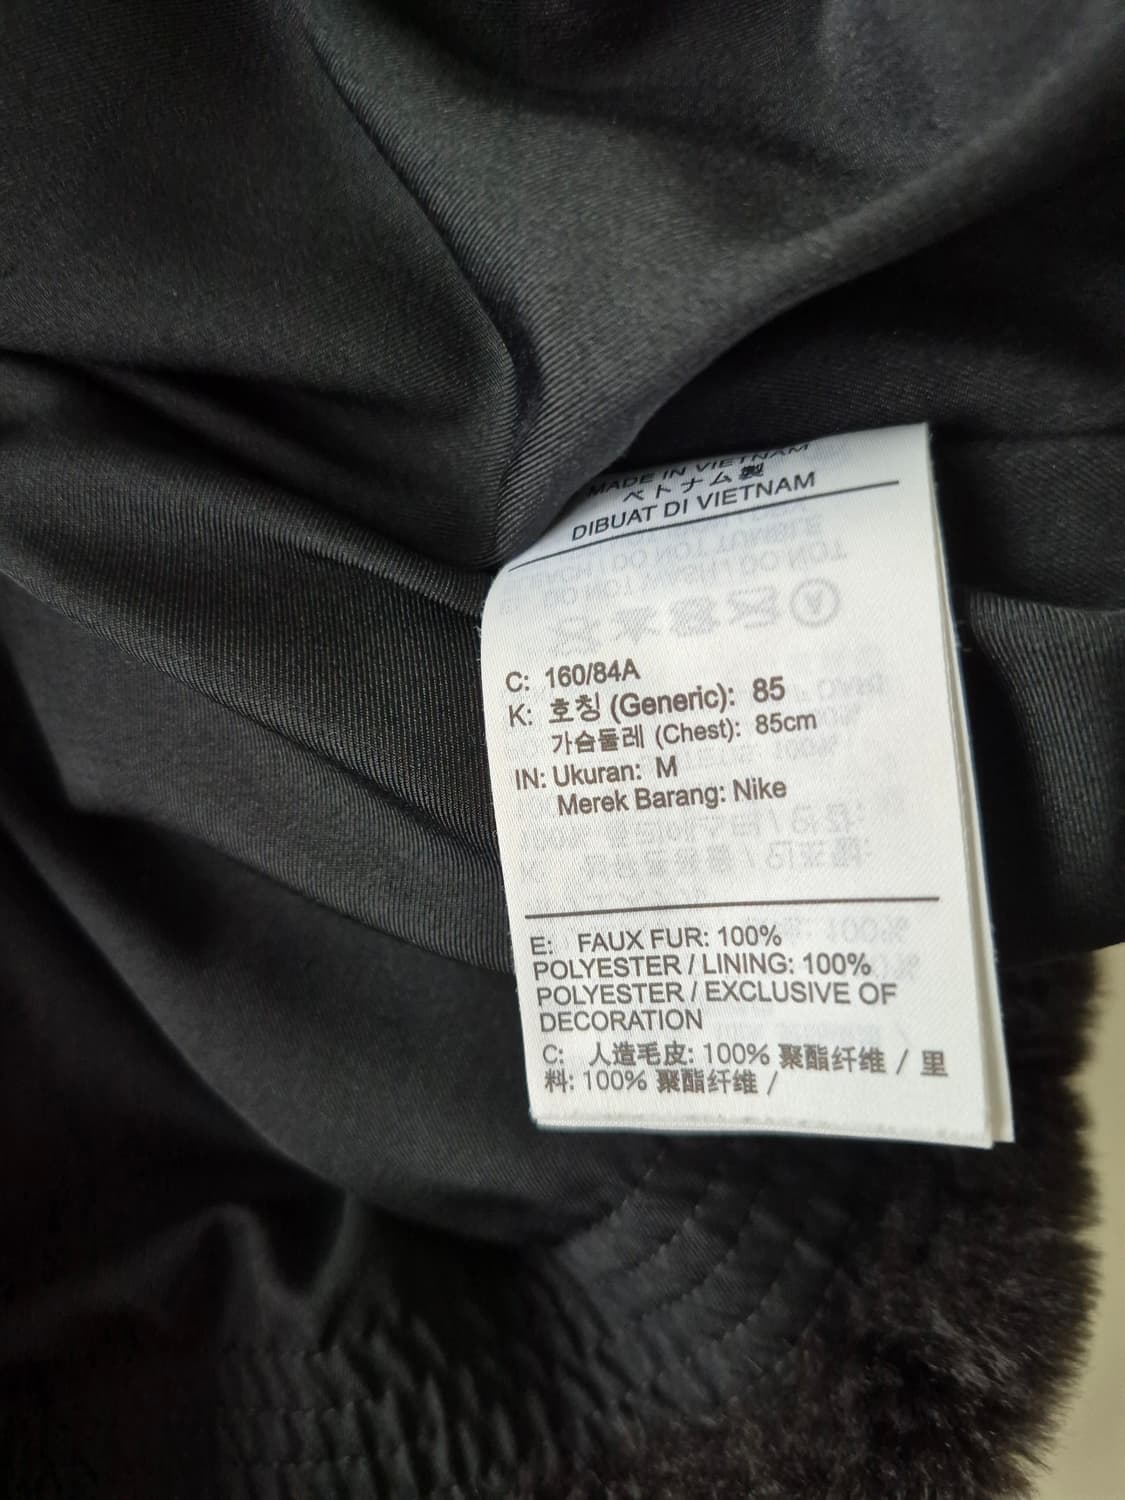 MADE IN VIETNAM
ベトナム製
DIBUAT DI VIETNAM
C: 160/84A
K: 호칭 (Generic): 85
가슴둘레 (Chest): 85cm
IN: Ukuran: M
Merek Barang: Nike
E: FAUX FUR: 100%
POLYESTER / LINING: 100%
POLYESTER / EXCLUSIVE OF
DECORATION
C: 人造毛皮: 100% 聚酯纤维 / 里
料: 100% 聚酯纤维 /